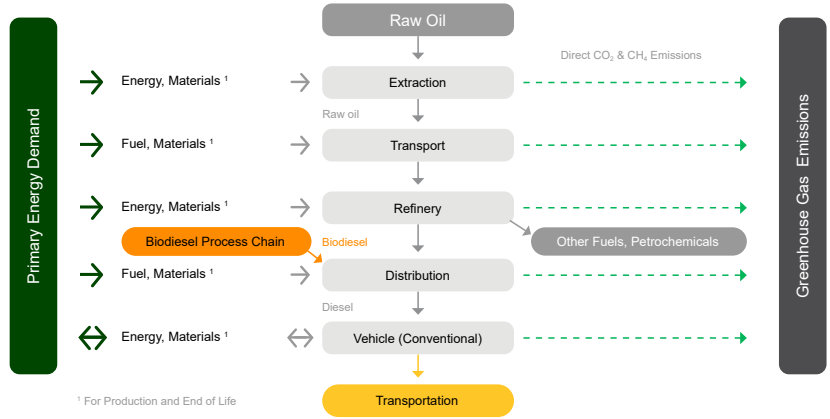 Raw Oil
Direct CO₂ & CH₄ Emissions
Primary Energy Demand
Greenhouse Gas Emissions
Energy, Materials ¹
Extraction
Raw oil
Fuel, Materials ¹
Transport
Energy, Materials ¹
Refinery
Biodiesel Process Chain
Biodiesel
Other Fuels, Petrochemicals
Fuel, Materials ¹
Distribution
Diesel
Energy, Materials ¹
Vehicle (Conventional)
¹ For Production and End of Life
Transportation